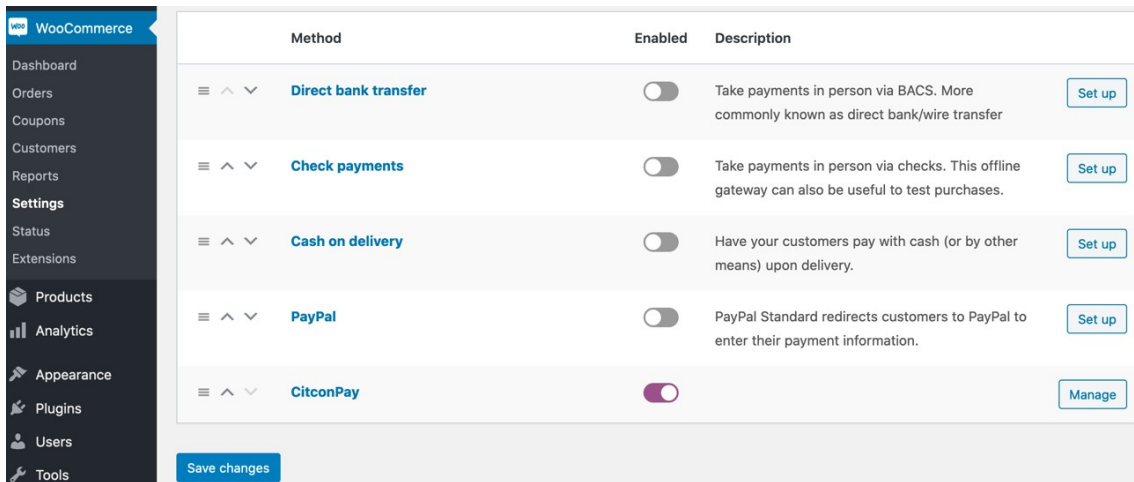 Woo WooCommerce
Dashboard
Orders
Coupons
Customers
Reports
Settings
Status
Extensions
Products
Analytics
Appearance
Plugins
Users
Tools
Method Enabled Description
Direct bank transfer Take payments in person via BACS. More Set up
commonly known as direct bank/wire transfer
Check payments Take payments in person via checks. This offline Set up
gateway can also be useful to test purchases.
Cash on delivery Have your customers pay with cash (or by other Set up
means) upon delivery.
PayPal PayPal Standard redirects customers to PayPal to Set up
enter their payment information.
CitconPay Manage
Save changes